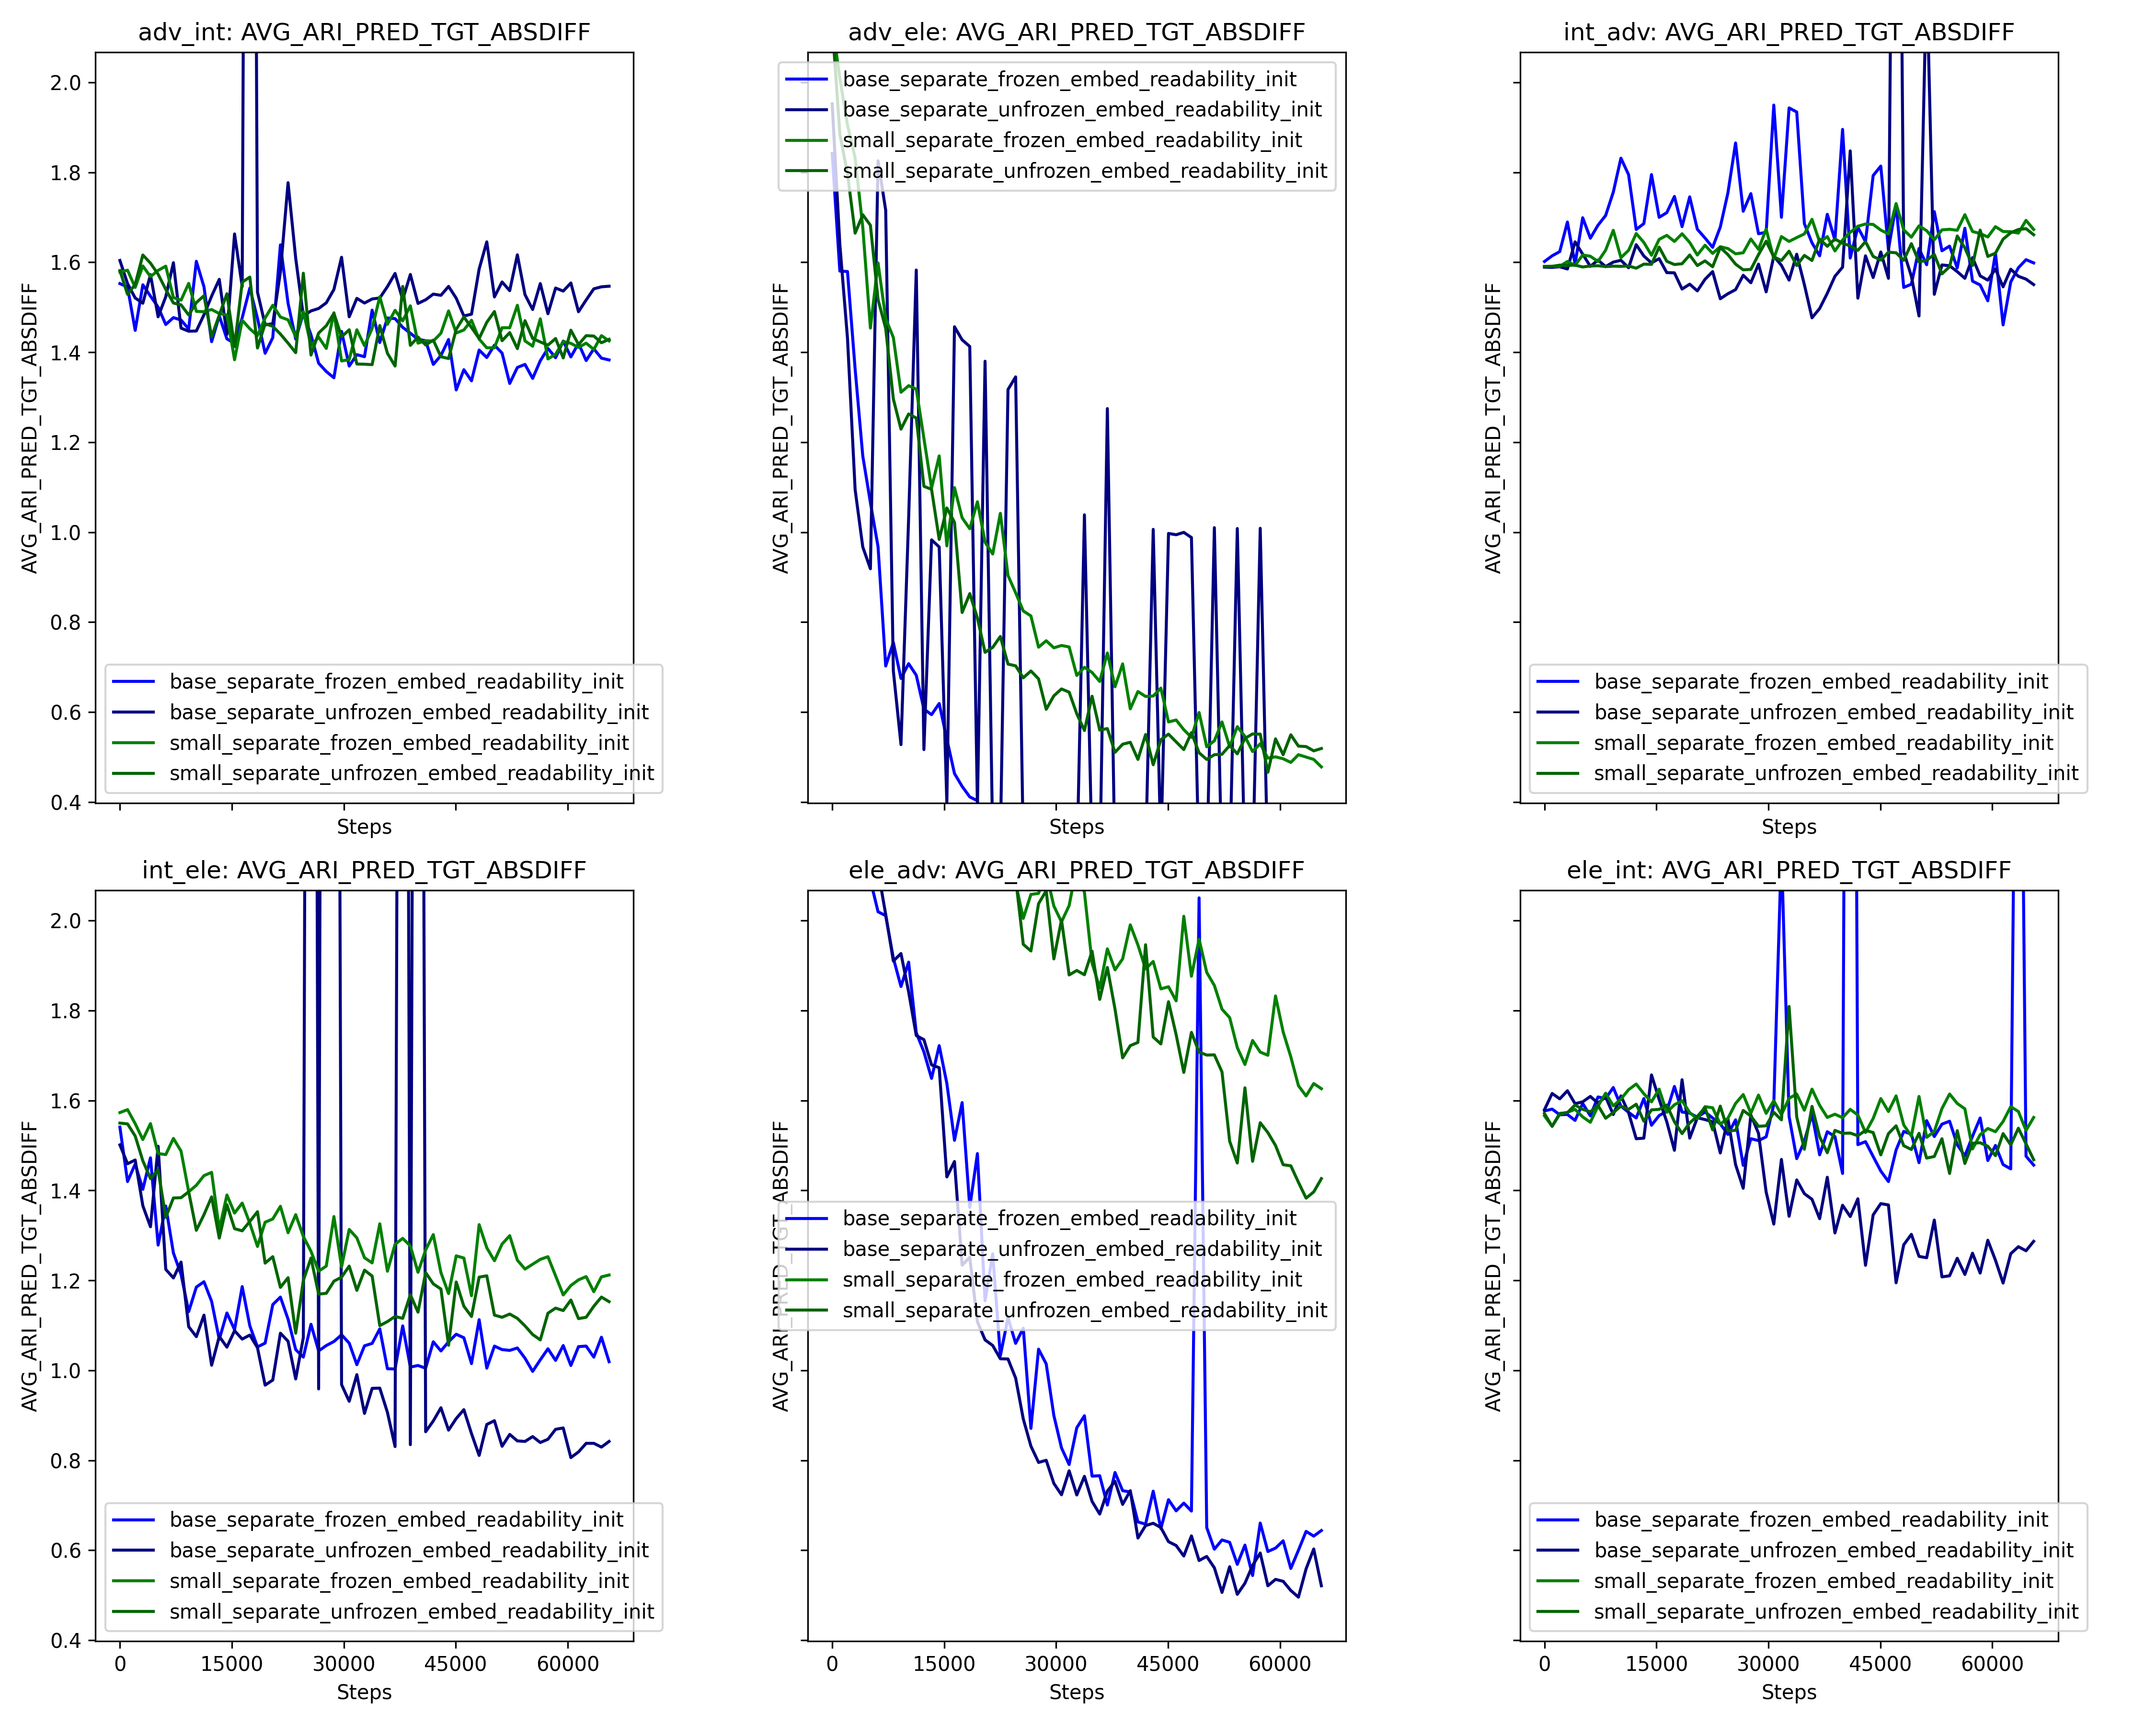 adv_int: AVG_ARI_PRED_TGT_ABSDIFF
AVG_ARI_PRED_TGT_ABSDIFF
2.0
1.8
1.6
1.4
1.2
1.0
0.8
0.6
0.4
base_separate_frozen_embed_readability_init
base_separate_unfrozen_embed_readability_init
small_separate_frozen_embed_readability_init
small_separate_unfrozen_embed_readability_init
Steps
adv_ele: AVG_ARI_PRED_TGT_ABSDIFF
AVG_ARI_PRED_TGT_ABSDIFF
base_separate_frozen_embed_readability_init
base_separate_unfrozen_embed_readability_init
small_separate_frozen_embed_readability_init
small_separate_unfrozen_embed_readability_init
Steps
int_adv: AVG_ARI_PRED_TGT_ABSDIFF
AVG_ARI_PRED_TGT_ABSDIFF
base_separate_frozen_embed_readability_init
base_separate_unfrozen_embed_readability_init
small_separate_frozen_embed_readability_init
small_separate_unfrozen_embed_readability_init
Steps
int_ele: AVG_ARI_PRED_TGT_ABSDIFF
AVG_ARI_PRED_TGT_ABSDIFF
2.0
1.8
1.6
1.4
1.2
1.0
0.8
0.6
0.4
base_separate_frozen_embed_readability_init
base_separate_unfrozen_embed_readability_init
small_separate_frozen_embed_readability_init
small_separate_unfrozen_embed_readability_init
0 15000 30000 45000 60000
Steps
ele_adv: AVG_ARI_PRED_TGT_ABSDIFF
AVG_ARI_PRED_TGT_ABSDIFF
base_separate_frozen_embed_readability_init
base_separate_unfrozen_embed_readability_init
small_separate_frozen_embed_readability_init
small_separate_unfrozen_embed_readability_init
0 15000 30000 45000 60000
Steps
ele_int: AVG_ARI_PRED_TGT_ABSDIFF
AVG_ARI_PRED_TGT_ABSDIFF
base_separate_frozen_embed_readability_init
base_separate_unfrozen_embed_readability_init
small_separate_frozen_embed_readability_init
small_separate_unfrozen_embed_readability_init
0 15000 30000 45000 60000
Steps